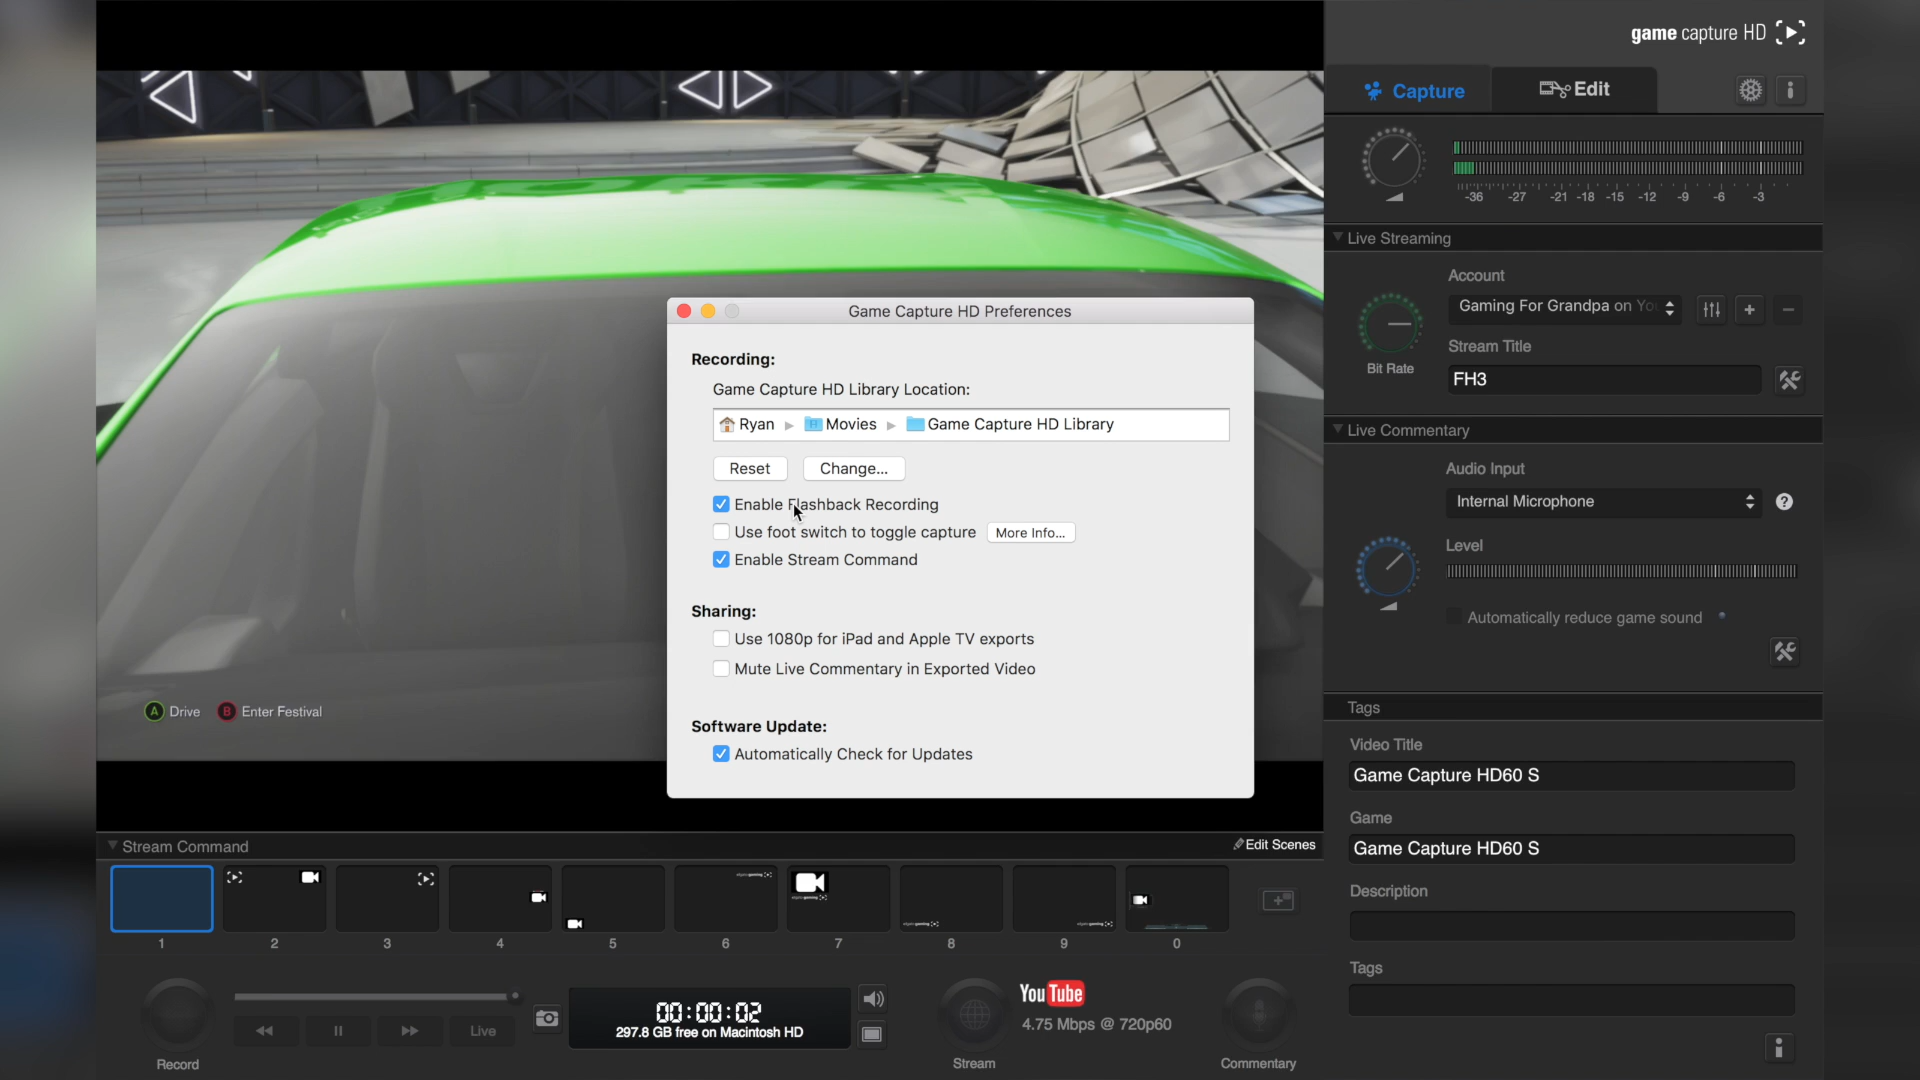 game capture HD
Capture
Edit
-36 -27 -21 -18 -15 -12 -9 -6 -3
Live Streaming
Account
Gaming For Grandpa on Yo
Bit Rate
Stream Title
FH3
Live Commentary
Audio Input
Internal Microphone
Level
Automatically reduce game sound
Tags
Video Title
Game Capture HD60 S
Game
Game Capture HD60 S
Description
Tags
Game Capture HD Preferences
Recording:
Game Capture HD Library Location:
Ryan Movies Game Capture HD Library
Reset Change...
Enable Flashback Recording
Use foot switch to toggle capture More Info...
Enable Stream Command
Sharing:
Use 1080p for iPad and Apple TV exports
Mute Live Commentary in Exported Video
Software Update:
Automatically Check for Updates
A Drive B Enter Festival
Stream Command
Edit Scenes
1 2 3 4 5 6 7 8 9 0
Live
Record
00:00:02
297.8 GB free on Macintosh HD
Stream
YouTube
4.75 Mbps @ 720p60
Commentary